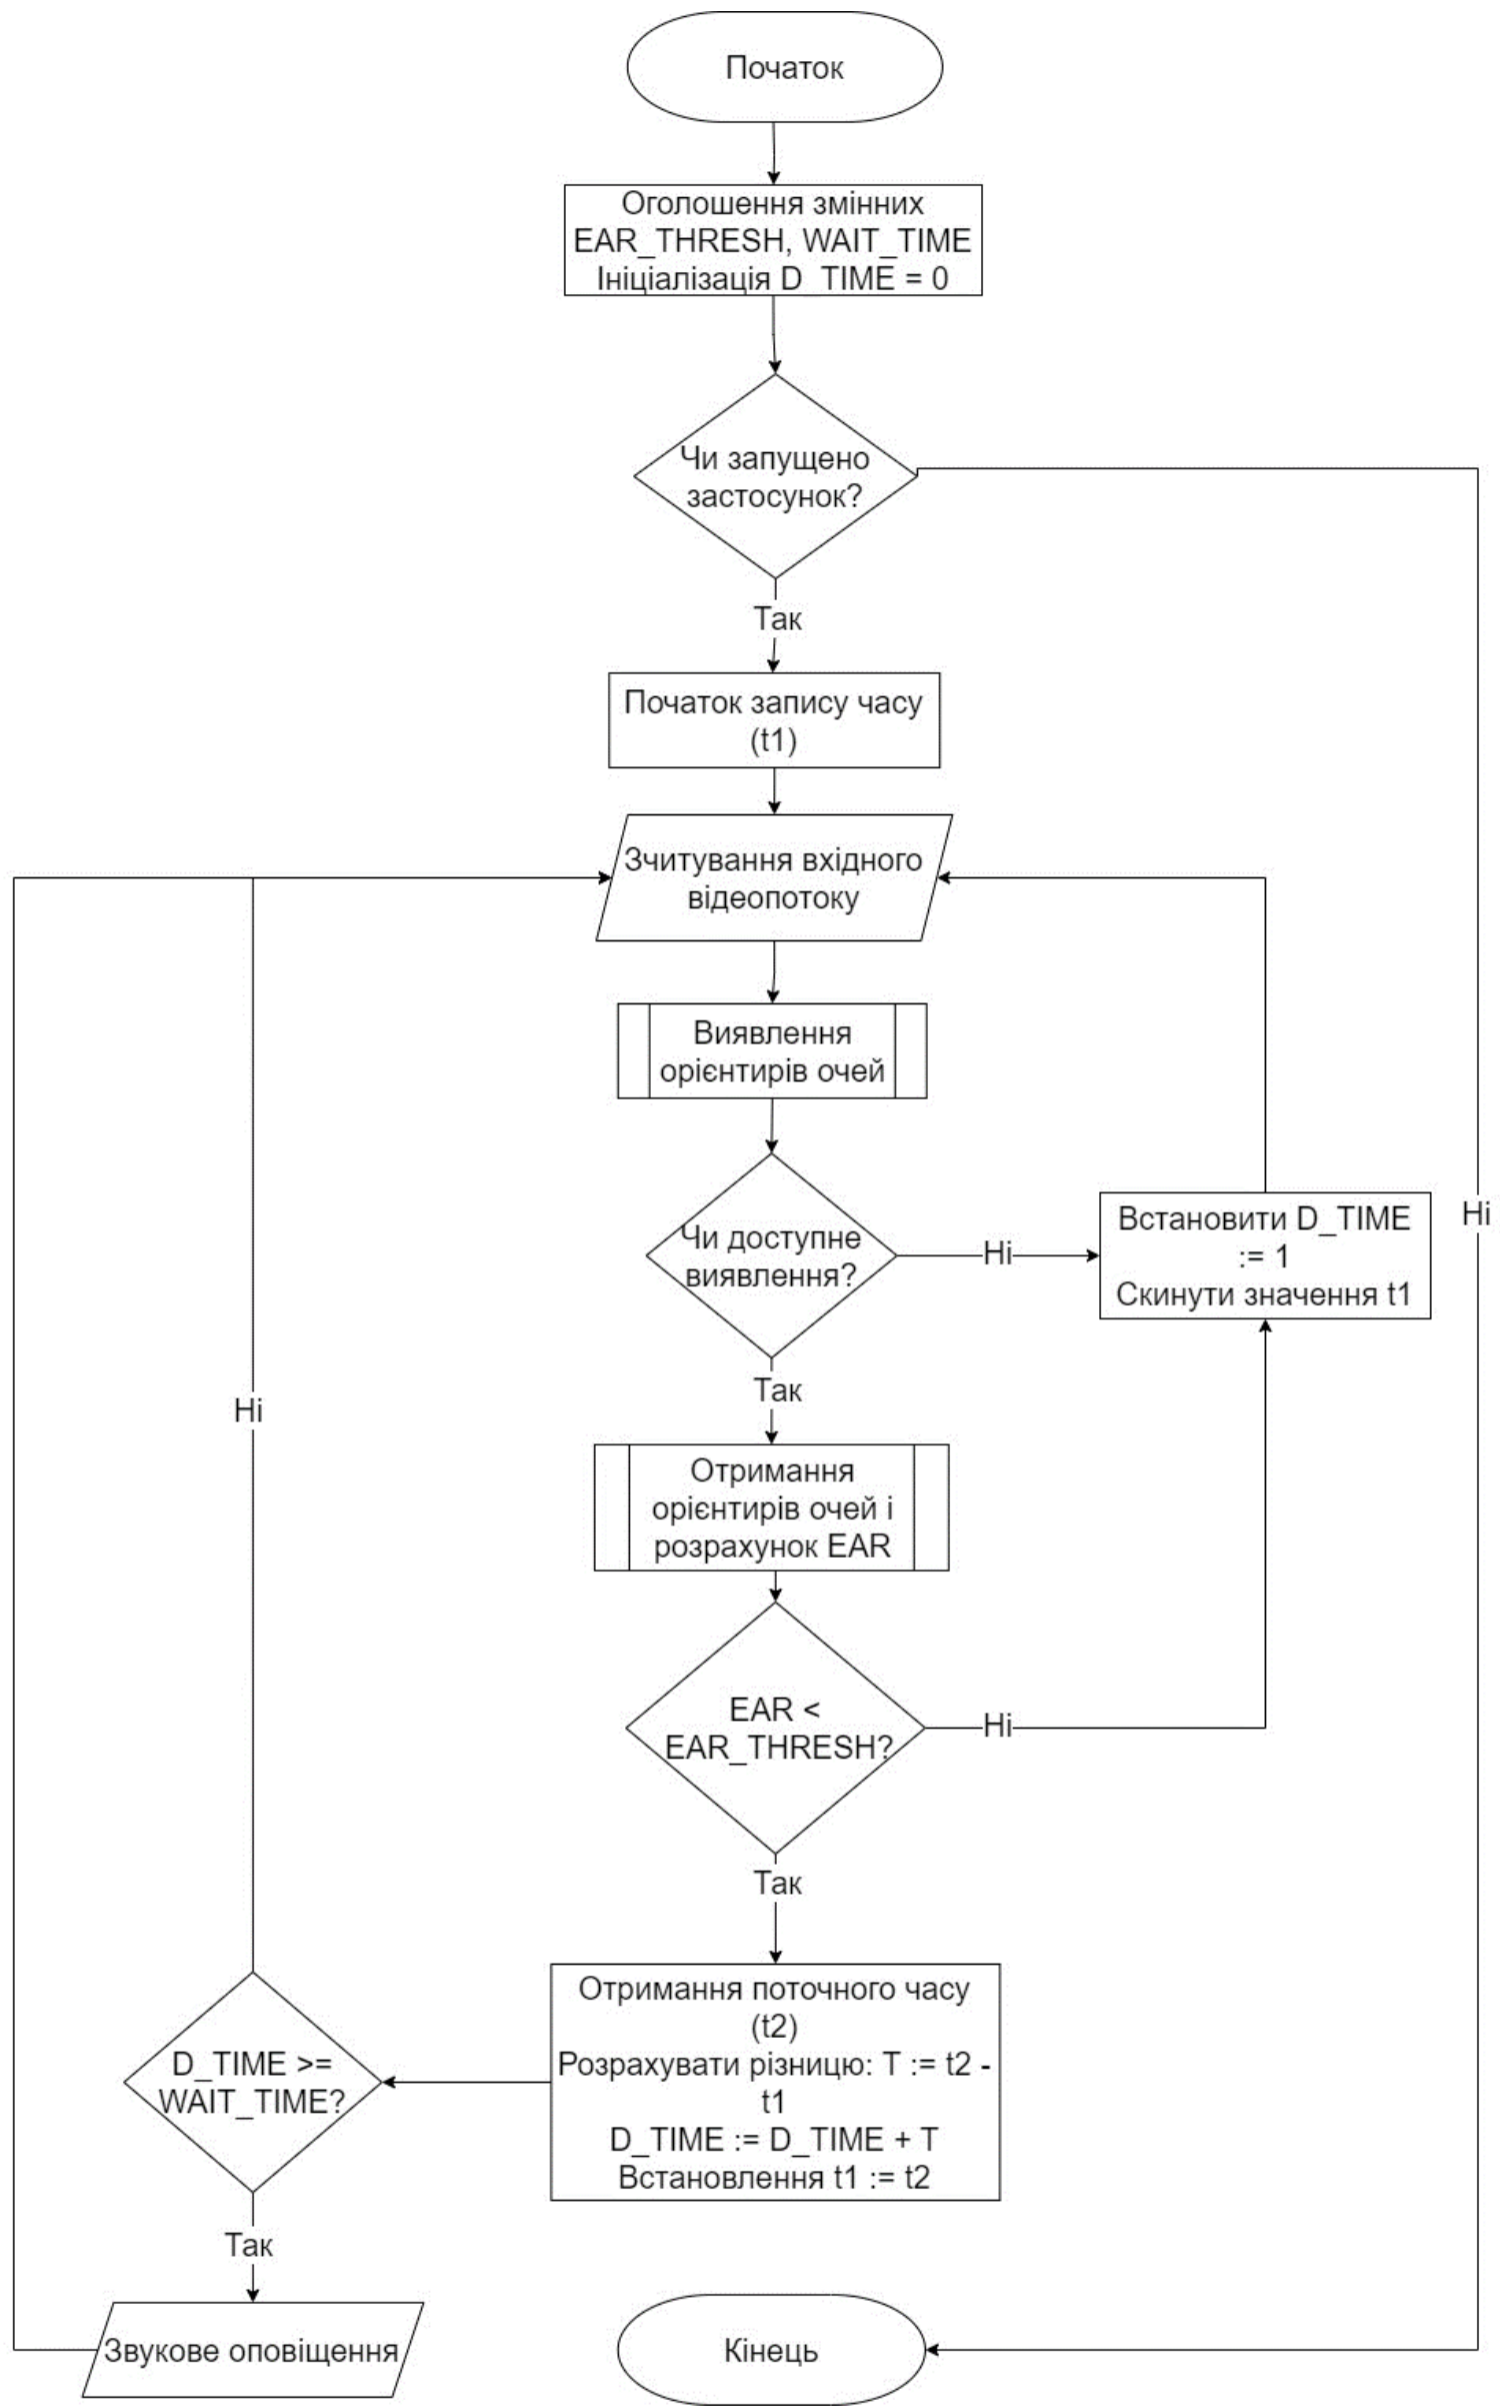 Початок
Оголошення змінних
EAR_THRESH, WAIT_TIME
Ініціалізація D_TIME = 0
Чи запущено
застосунок?
Так
Початок запису часу
(t1)
Зчитування вхідного
відеопотоку
Виявлення
орієнтирів очей
Чи доступне
виявлення?
Ні
Встановити D_TIME
:= 1
Скинути значення t1
Ні
Так
Ні
Отримання
орієнтирів очей і
розрахунок EAR
EAR <
EAR_THRESH?
Ні
Так
Отримання поточного часу
(t2)
Розрахувати різницю: T := t2 -
t1
D_TIME := D_TIME + T
Встановлення t1 := t2
D_TIME >=
WAIT_TIME?
Так
Звукове оповіщення
Кінець